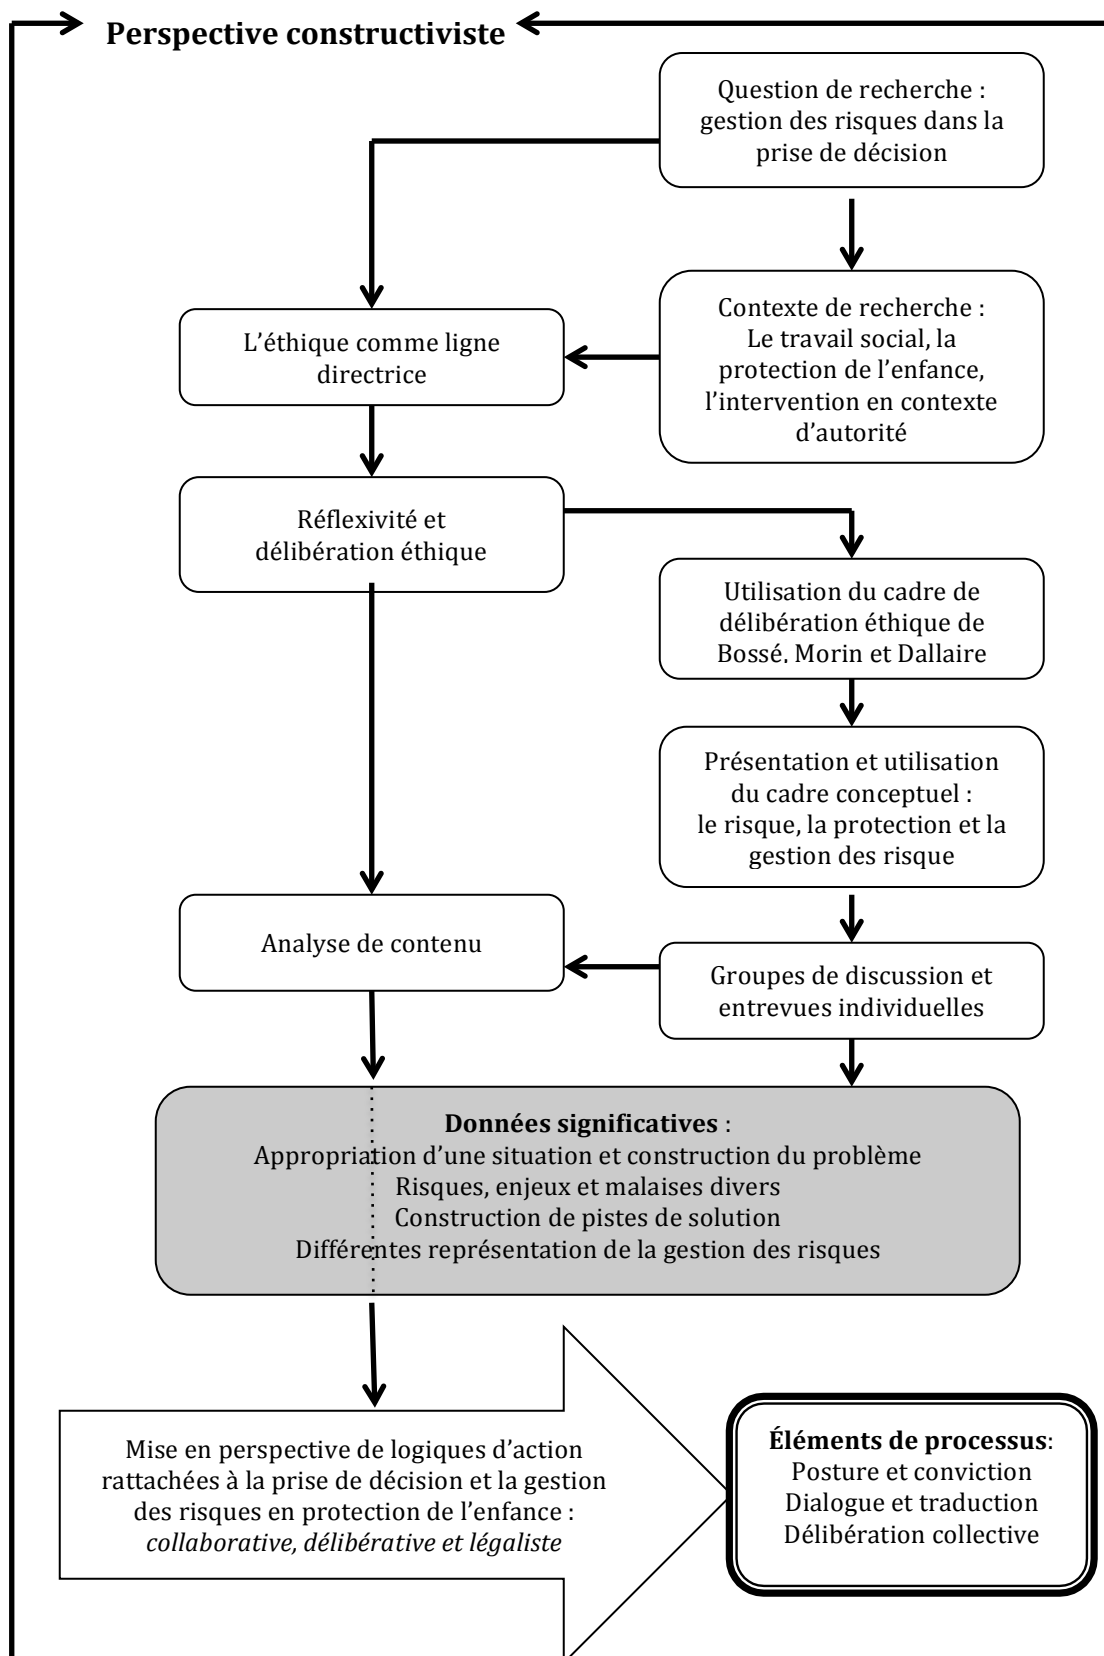 Perspective constructiviste
Question de recherche :
gestion des risques dans la
prise de décision
Contexte de recherche :
Le travail social, la
protection de l’enfance,
l’intervention en contexte
d’autorité
L’éthique comme ligne
directrice
Réflexivité et
délibération éthique
Utilisation du cadre de
délibération éthique de
Bossé, Morin et Dallaire
Présentation et utilisation
du cadre conceptuel :
le risque, la protection et la
gestion des risque
Analyse de contenu
Groupes de discussion et
entrevues individuelles
Données significatives :
Appropriation d’une situation et construction du problème
Risques, enjeux et malaises divers
Construction de pistes de solution
Différentes représentation de la gestion des risques
Mise en perspective de logiques d’action
rattachées à la prise de décision et la gestion
des risques en protection de l’enfance :
collaborative, délibérative et légaliste
Éléments de processus:
Posture et conviction
Dialogue et traduction
Délibération collective